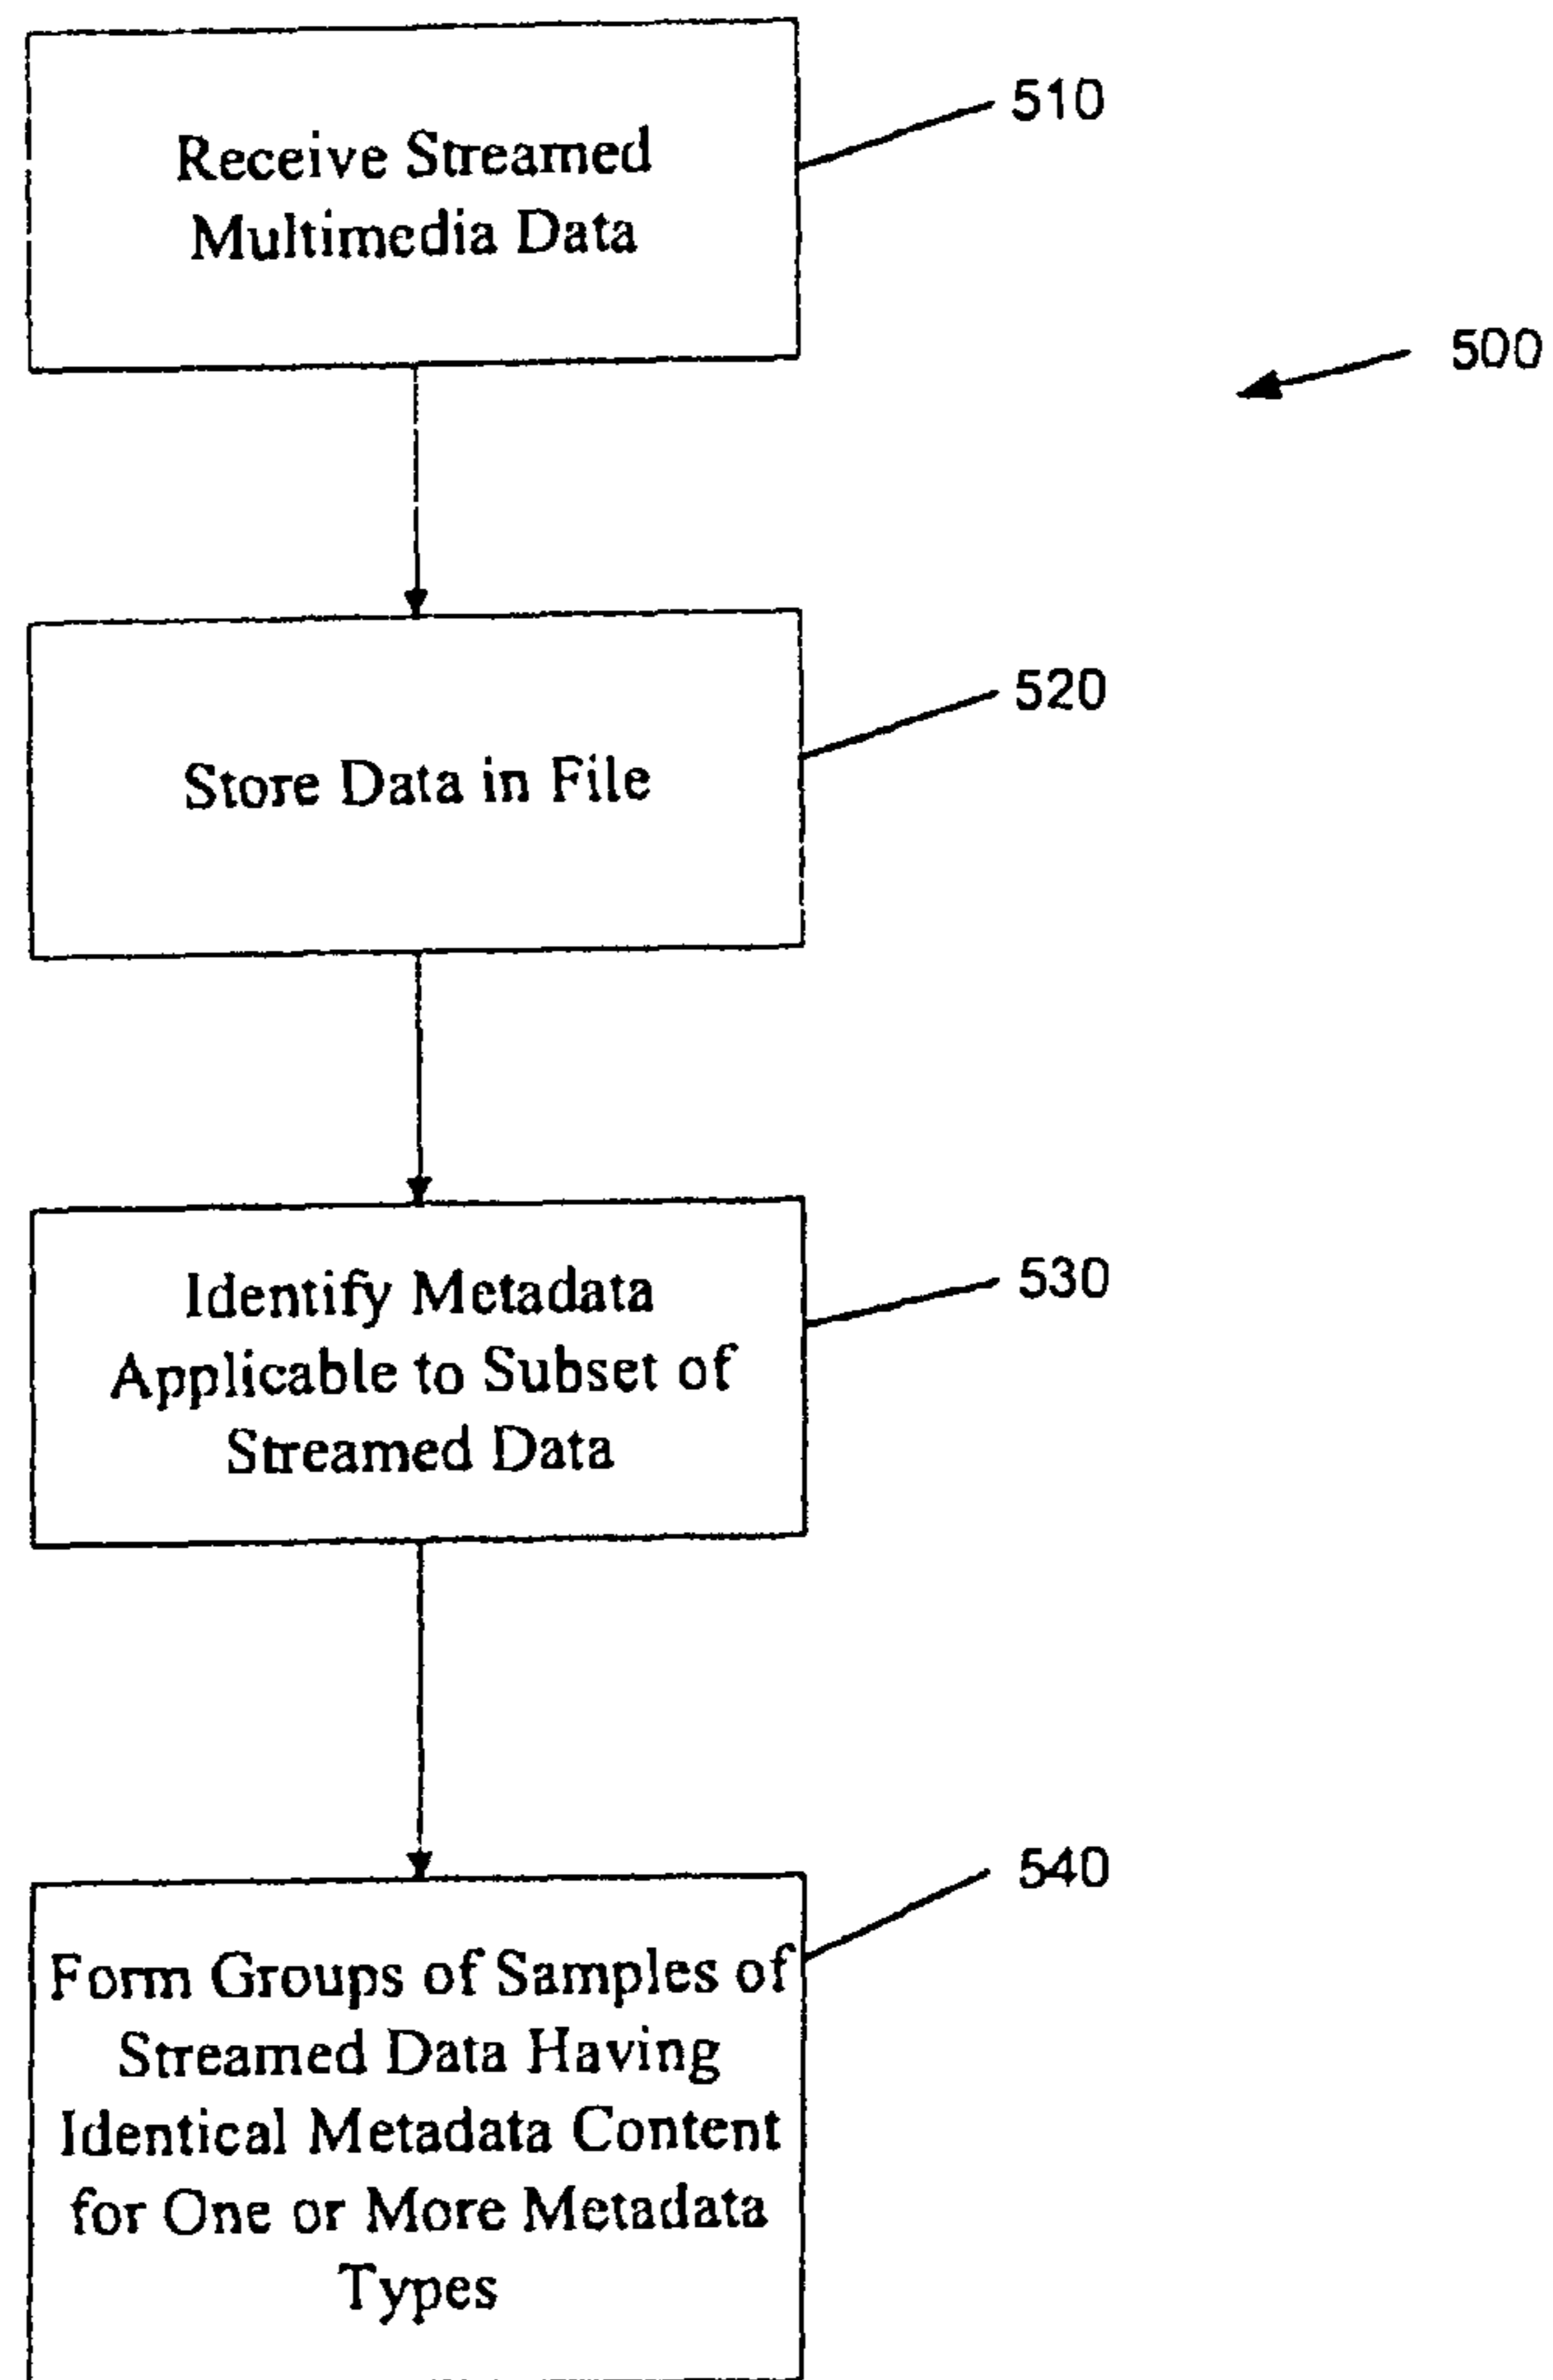 Receive Streamed
Multimedia Data
510
500
Store Data in File
520
Identify Metadata
Applicable to Subset of
Streamed Data
530
Form Groups of Samples of
Streamed Data Having
Identical Metadata Content
for One or More Metadata
Types
540